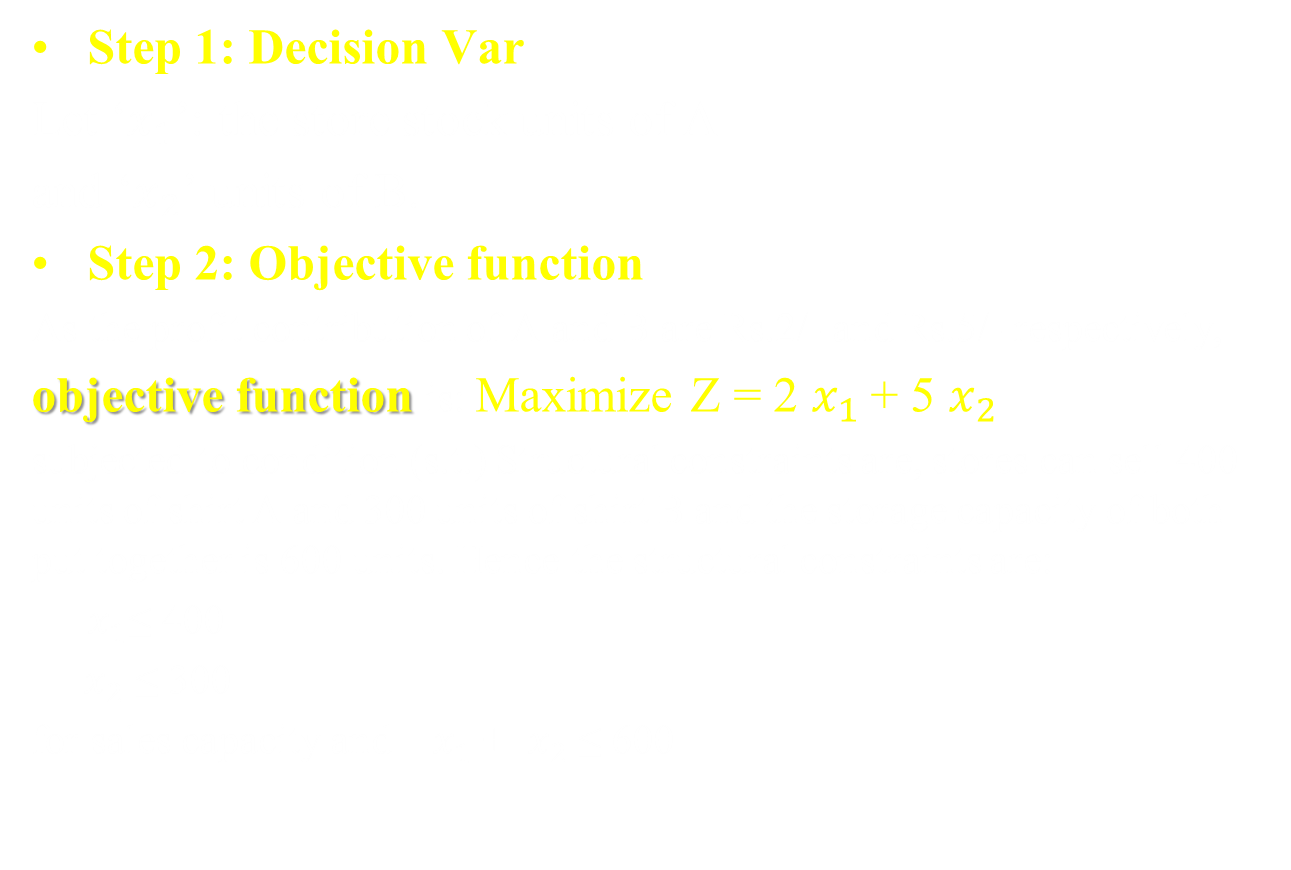 • Step 1: Decision Var
• Step 2: Objective function
objective function Maximize Z = 2 𝑥₁ + 5 𝑥₂